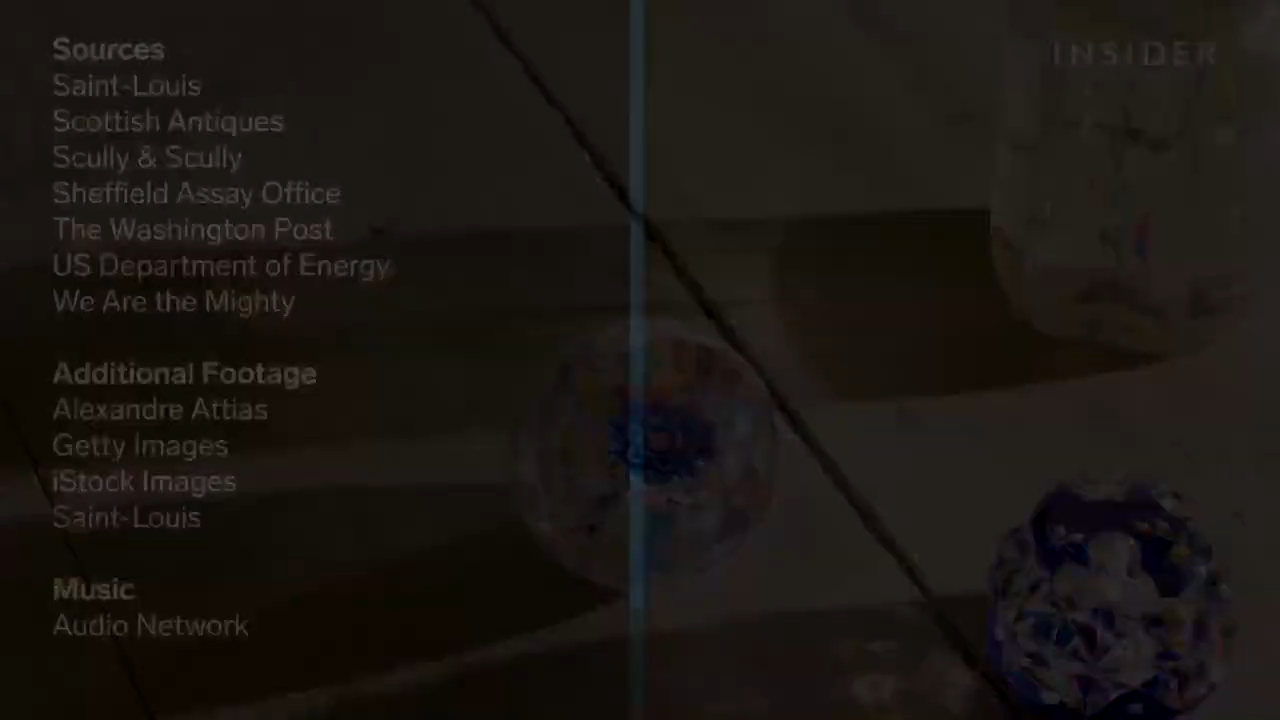 Sources
Saint-Louis
Scottish Antiques
Scully & Scully
Sheffield Assay Office
The Washington Post
US Department of Energy
We Are the Mighty
Additional Footage
Alexandre Attias
Getty Images
iStock Images
Saint-Louis
Music
Audio Network
INSIDER